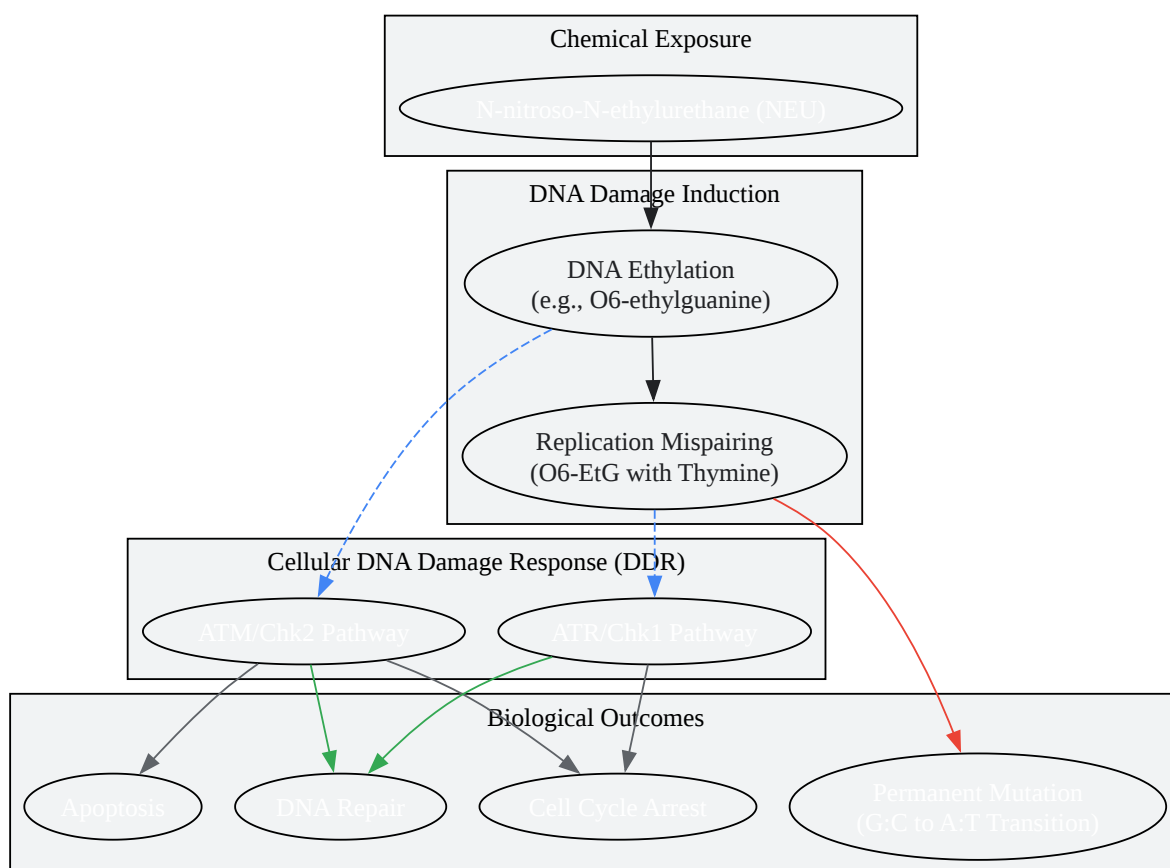 Chemical Exposure
N-nitroso-N-ethylurethane (NEU)
DNA Damage Induction
DNA Ethylation
(e.g., O6-ethylguanine)
Replication Mispairing
(O6-EtG with Thymine)
Cellular DNA Damage Response (DDR)
ATM/Chk2 Pathway
ATR/Chk1 Pathway
Biological Outcomes
Apoptosis
DNA Repair
Cell Cycle Arrest
Permanent Mutation
(G:C to A:T Transition)